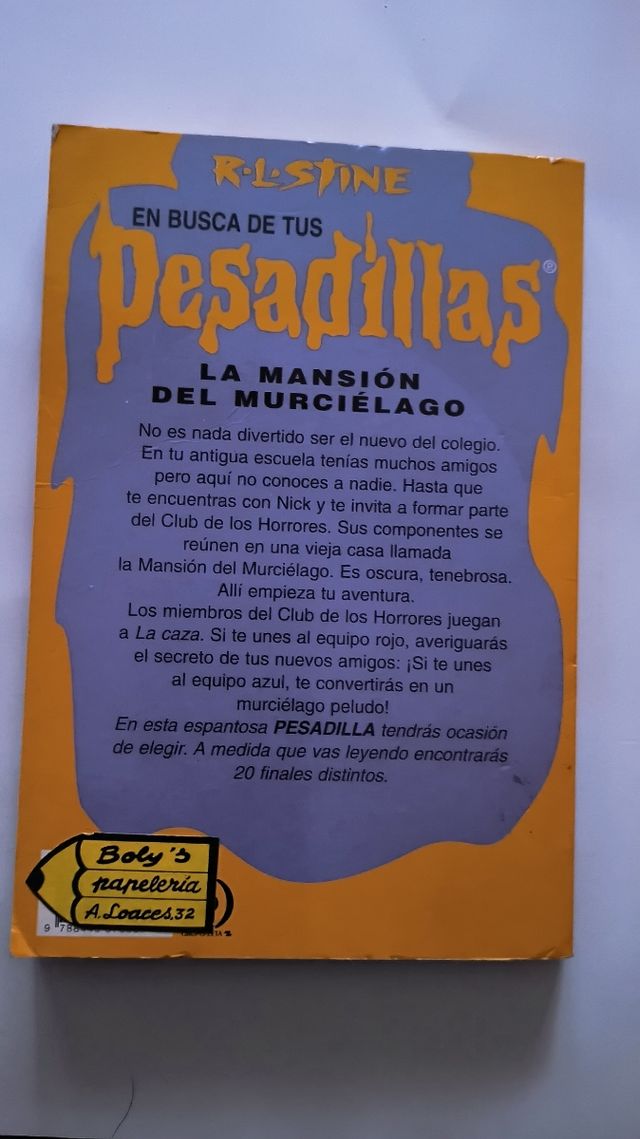 R.L.STINE
EN BUSCA DE TUS
Pesadillas
LA MANSIÓN
DEL MURCIÉLAGO
No es nada divertido ser el nuevo del colegio.
En tu antigua escuela tenías muchos amigos
pero aquí no conoces a nadie. Hasta que
te encuentras con Nick y te invita a formar parte
del Club de los Horrores. Sus componentes se
reúnen en una vieja casa llamada
la Mansión del Murciélago. Es oscura, tenebrosa.
Allí empieza tu aventura.
Los miembros del Club de los Horrores juegan
a La caza. Si te unes al equipo rojo, averiguarás
el secreto de tus nuevos amigos: ¡Si te unes
al equipo azul, te convertirás en un
murciélago peludo!
En esta espantosa PESADILLA tendrás ocasión
de elegir. A medida que vas leyendo encontrarás
20 finales distintos.
Boly's
papelería
A. Loaces, 32